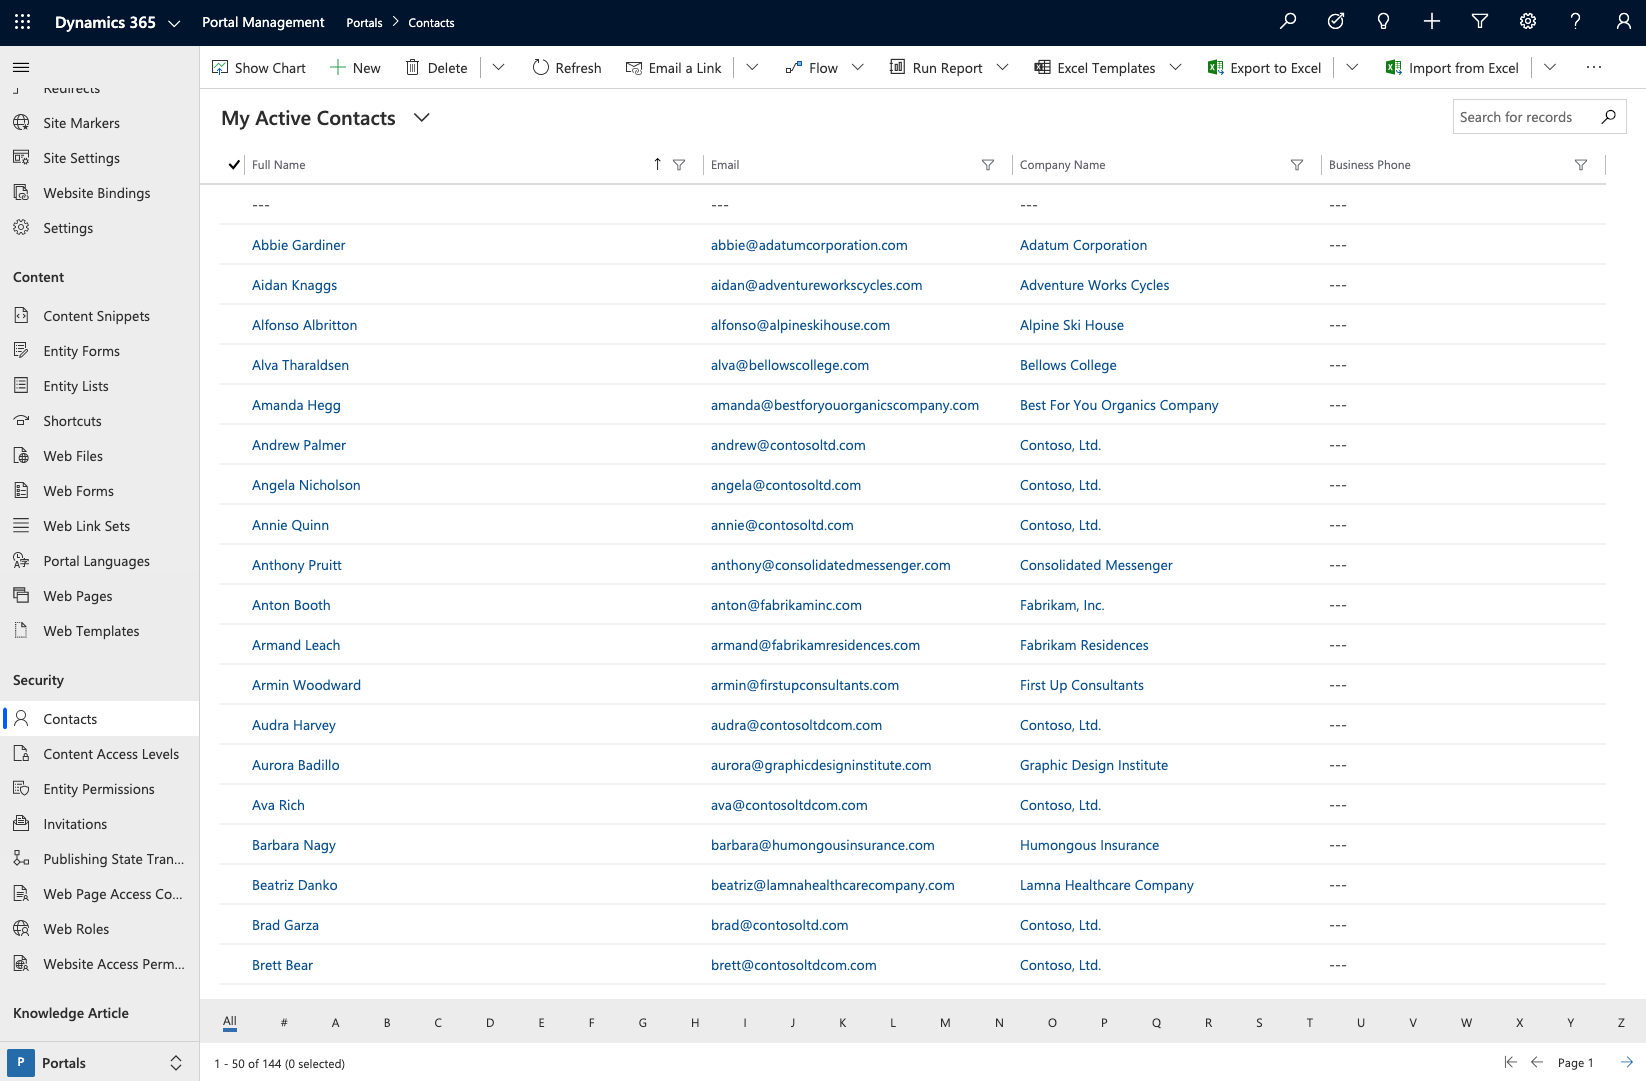 Dynamics 365 Portal Management Portals Contacts
Show Chart New Delete Refresh Email a Link Flow Run Report Excel Templates Export to Excel Import from Excel
Redirects
Site Markers
Site Settings
Website Bindings
Settings
Content
Content Snippets
Entity Forms
Entity Lists
Shortcuts
Web Files
Web Forms
Web Link Sets
Portal Languages
Web Pages
Web Templates
Security
Contacts
Content Access Levels
Entity Permissions
Invitations
Publishing State Tran...
Web Page Access Co...
Web Roles
Website Access Perm...
Knowledge Article
P Portals
My Active Contacts
Search for records
Full Name Email Company Name Business Phone
--- --- --- ---
Abbie Gardiner abbie@adatumcorporation.com Adatum Corporation ---
Aidan Knaggs aidan@adventureworkscycles.com Adventure Works Cycles ---
Alfonso Albritton alfonso@alpineskihouse.com Alpine Ski House ---
Alva Tharaldsen alva@bellowscollege.com Bellows College ---
Amanda Hegg amanda@bestforyouorganicscompany.com Best For You Organics Company ---
Andrew Palmer andrew@contosoltd.com Contoso, Ltd. ---
Angela Nicholson angela@contosoltd.com Contoso, Ltd. ---
Annie Quinn annie@contosoltd.com Contoso, Ltd. ---
Anthony Pruitt anthony@consolidatedmessenger.com Consolidated Messenger ---
Anton Booth anton@fabrikaminc.com Fabrikam, Inc. ---
Armand Leach armand@fabrikamresidences.com Fabrikam Residences ---
Armin Woodward armin@firstupconsultants.com First Up Consultants ---
Audra Harvey audra@contosoltdcom.com Contoso, Ltd. ---
Aurora Badillo aurora@graphicdesigninstitute.com Graphic Design Institute ---
Ava Rich ava@contosoltdcom.com Contoso, Ltd. ---
Barbara Nagy barbara@humongousinsurance.com Humongous Insurance ---
Beatriz Danko beatriz@lamnahealthcarecompany.com Lamna Healthcare Company ---
Brad Garza brad@contosoltd.com Contoso, Ltd. ---
Brett Bear brett@contosoltdcom.com Contoso, Ltd. ---
All # A B C D E F G H I J K L M N O P Q R S T U V W X Y Z
1 - 50 of 144 (0 selected) Page 1